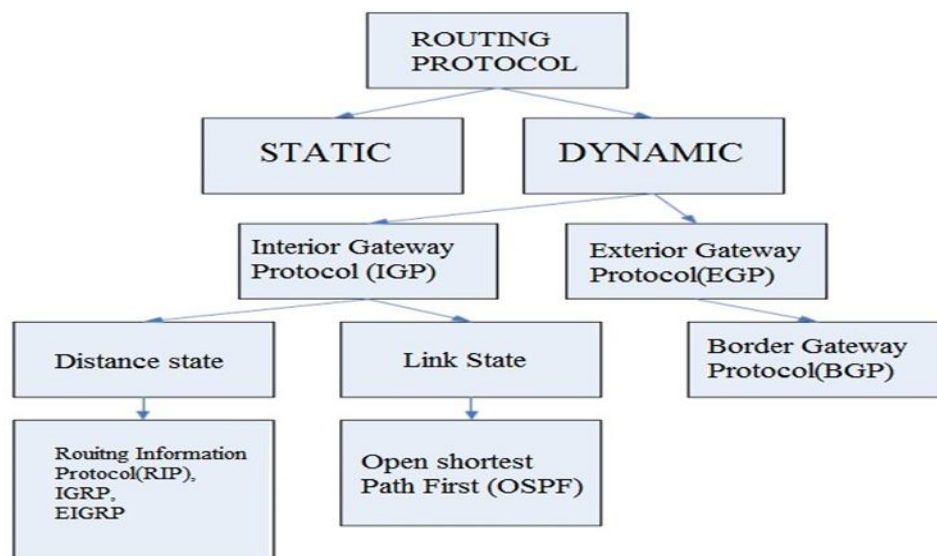 ROUTING
PROTOCOL
STATIC
DYNAMIC
Interior Gateway
Protocol (IGP)
Exterior Gateway
Protocol(EGP)
Distance state
Link State
Border Gateway
Protocol(BGP)
Rouitng Information
Protocol(RIP),
IGRP,
EIGRP
Open shortest
Path First (OSPF)